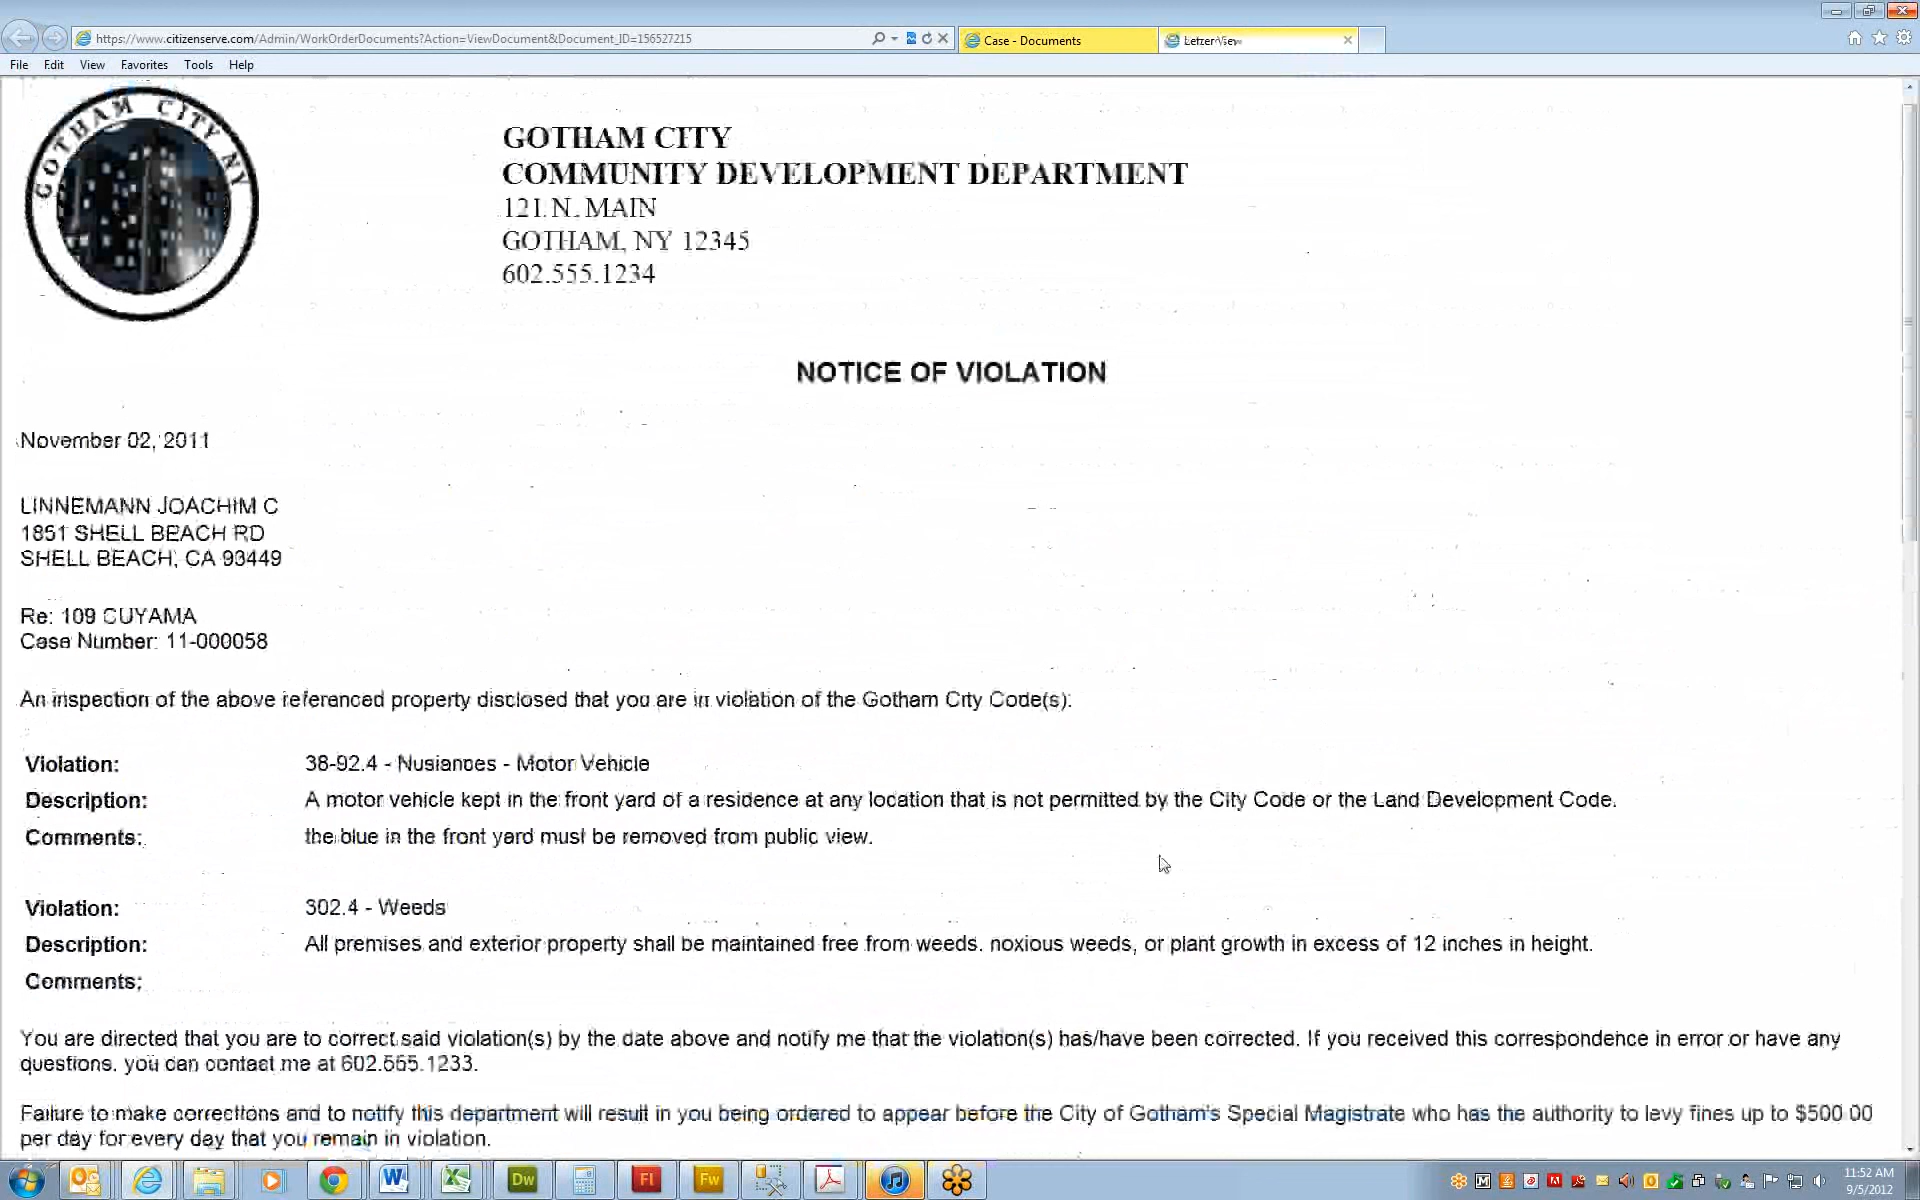 https://www.citizenserve.com/Admin/WorkOrderDocuments?Action=ViewDocument&Document_ID=156527215
Case - Documents
File Edit View Favorites Tools Help
GOTHAM CITY NY
GOTHAM CITY
COMMUNITY DEVELOPMENT DEPARTMENT
121 N. MAIN
GOTHAM, NY 12345
602.555.1234
NOTICE OF VIOLATION
November 02, 2011
LINNEMANN JOACHIM C
1851 SHELL BEACH RD
SHELL BEACH, CA 93449
Re: 109 CUYAMA
Case Number: 11-000058
An inspection of the above referenced property disclosed that you are in violation of the Gotham City Code(s):
Violation: 38-92.4 - Nusiances - Motor Vehicle
Description: A motor vehicle kept in the front yard of a residence at any location that is not permitted by the City Code or the Land Development Code.
Comments: the blue in the front yard must be removed from public view.
Violation: 302.4 - Weeds
Description: All premises and exterior property shall be maintained free from weeds, noxious weeds, or plant growth in excess of 12 inches in height.
Comments:
You are directed that you are to correct said violation(s) by the date above and notify me that the violation(s) has/have been corrected. If you received this correspondence in error or have any
questions, you can contact me at 602.555.1233.
Failure to make corrections and to notify this department will result in you being ordered to appear before the City of Gotham's Special Magistrate who has the authority to levy fines up to $500.00
per day for every day that you remain in violation.
Dw Fl Fw
11:52 AM
9/5/2012